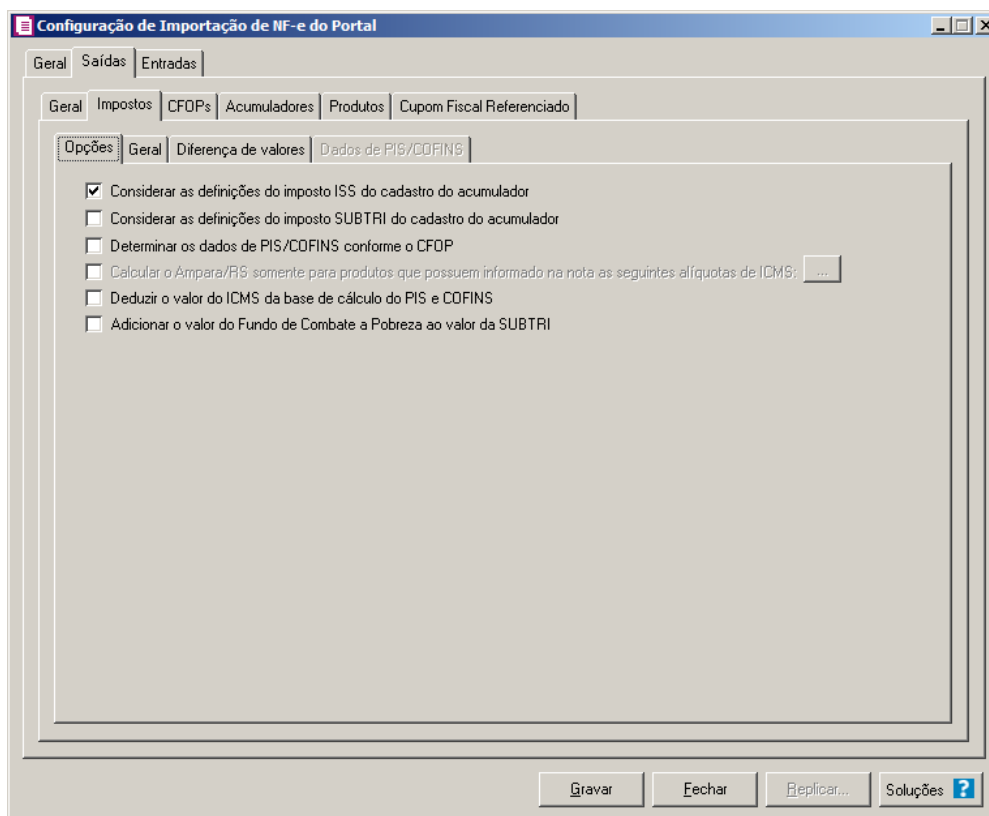 Configuração de Importação de NF-e do Portal
Geral Saídas Entradas
Geral Impostos CFOPs Acumuladores Produtos Cupom Fiscal Referenciado
Opções Geral Diferença de valores Dados de PIS/COFINS
Considerar as definições do imposto ISS do cadastro do acumulador
Considerar as definições do imposto SUBTRI do cadastro do acumulador
Determinar os dados de PIS/COFINS conforme o CFOP
Calcular o Ampara/RS somente para produtos que possuem informado na nota as seguintes alíquotas de ICMS: ...
Deduzir o valor do ICMS da base de cálculo do PIS e COFINS
Adicionar o valor do Fundo de Combate a Pobreza ao valor da SUBTRI
Gravar Fechar Replicar... Soluções ?